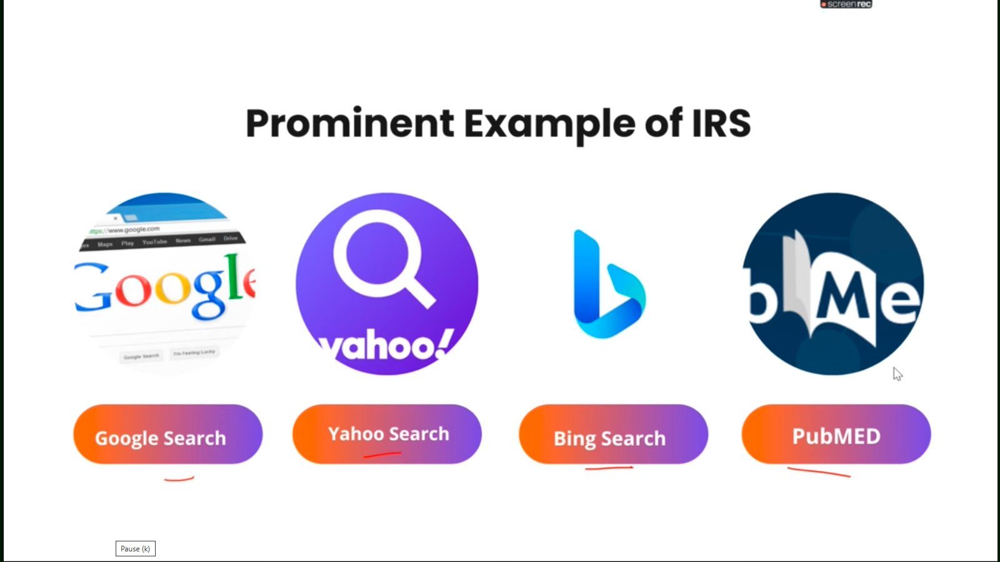 screenrec
Prominent Example of IRS
https://www.google.com
Maps Play YouTube News Gmail Drive
Google
Google Search I'm Feeling Lucky
yahoo!
b Me
Google Search
Yahoo Search
Bing Search
PubMED
Pause (k)